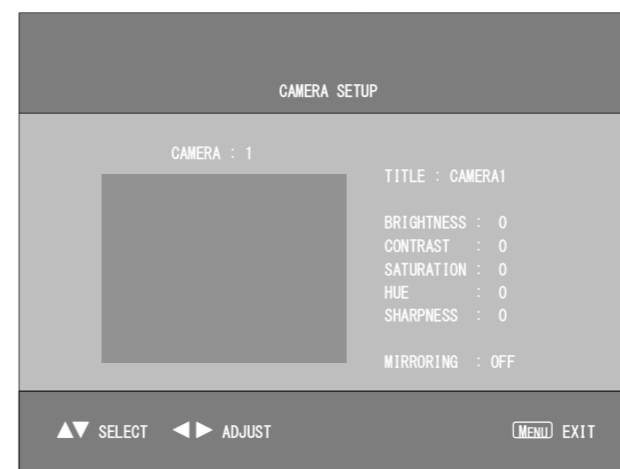 CAMERA SETUP
CAMERA : 1
TITLE : CAMERA1
BRIGHTNESS : 0
CONTRAST : 0
SATURATION : 0
HUE : 0
SHARPNESS : 0
MIRRORING : OFF
▲▼ SELECT ◀▶ ADJUST MENU EXIT